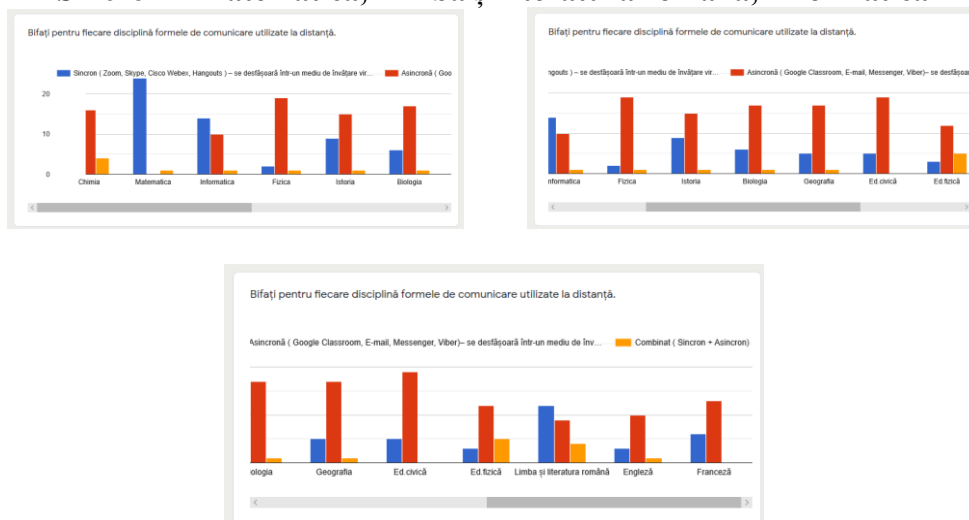 Bifați pentru fiecare disciplină formele de comunicare utilizate la distanță.
Sincron ( Zoom, Skype, Cisco Webex, Hangouts ) – se desfășoară într-un mediu de învățare vir... Asincronă ( Goo
20
10
0
Chimia Matematica Informatica Fizica Istoria Biologia
Bifați pentru fiecare disciplină formele de comunicare utilizate la distanță.
ngouts ) – se desfășoară într-un mediu de învățare vir... Asincronă ( Google Classroom, E-mail, Messenger, Viber)– se desfășoar
nformatica Fizica Istoria Biologia Geografia Ed.civică Ed.fizică
Bifați pentru fiecare disciplină formele de comunicare utilizate la distanță.
Asincronă ( Google Classroom, E-mail, Messenger, Viber)– se desfășoară într-un mediu de înv... Combinat ( Sincron + Asincron)
ologia Geografia Ed.civică Ed.fizică Limba și literatura română Engleză Franceză